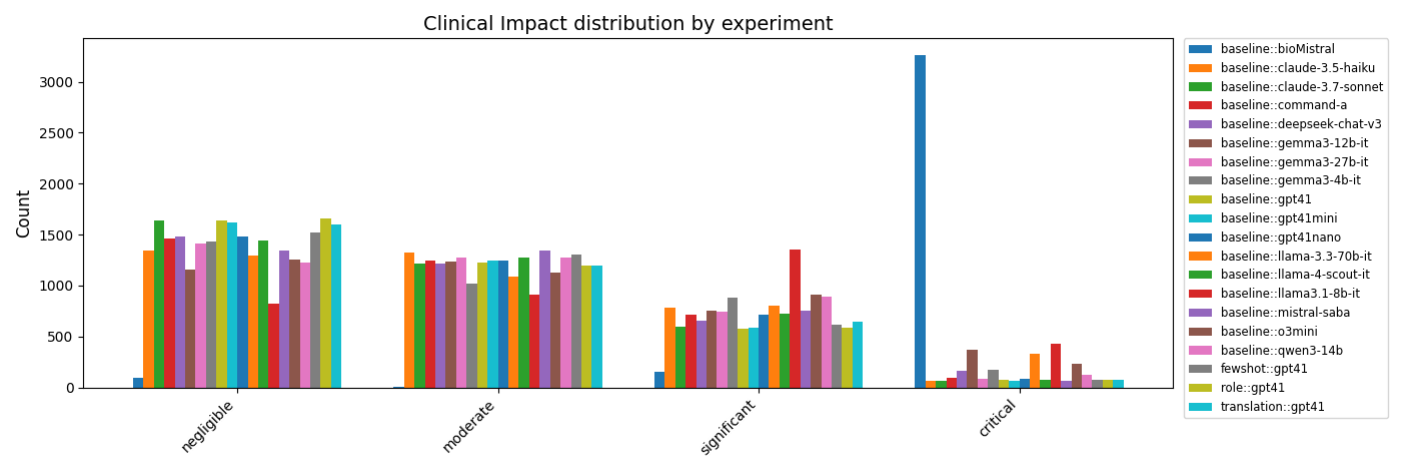 Clinical Impact distribution by experiment
Count
3000
2500
2000
1500
1000
500
0
negligible
moderate
significant
critical
baseline::bioMistral
baseline::claude-3.5-haiku
baseline::claude-3.7-sonnet
baseline::command-a
baseline::deepseek-chat-v3
baseline::gemma3-12b-it
baseline::gemma3-27b-it
baseline::gemma3-4b-it
baseline::gpt41
baseline::gpt41mini
baseline::gpt41nano
baseline::llama-3.3-70b-it
baseline::llama-4-scout-it
baseline::llama3.1-8b-it
baseline::mistral-saba
baseline::o3mini
baseline::qwen3-14b
fewshot::gpt41
role::gpt41
translation::gpt41